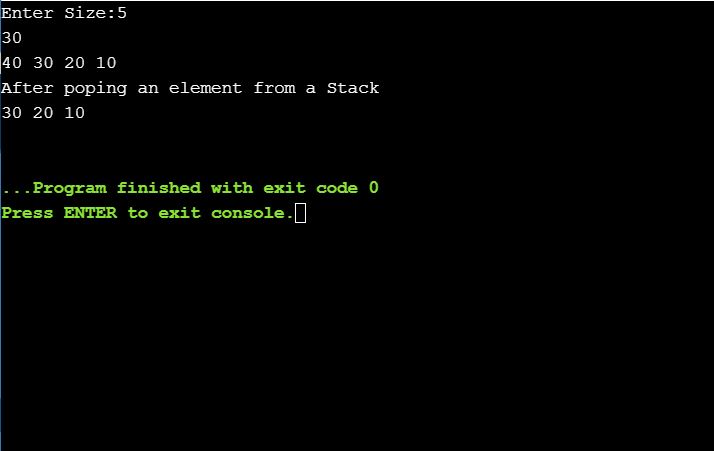 Enter Size:5
30
40 30 20 10
After poping an element from a Stack
30 20 10
...Program finished with exit code 0
Press ENTER to exit console.